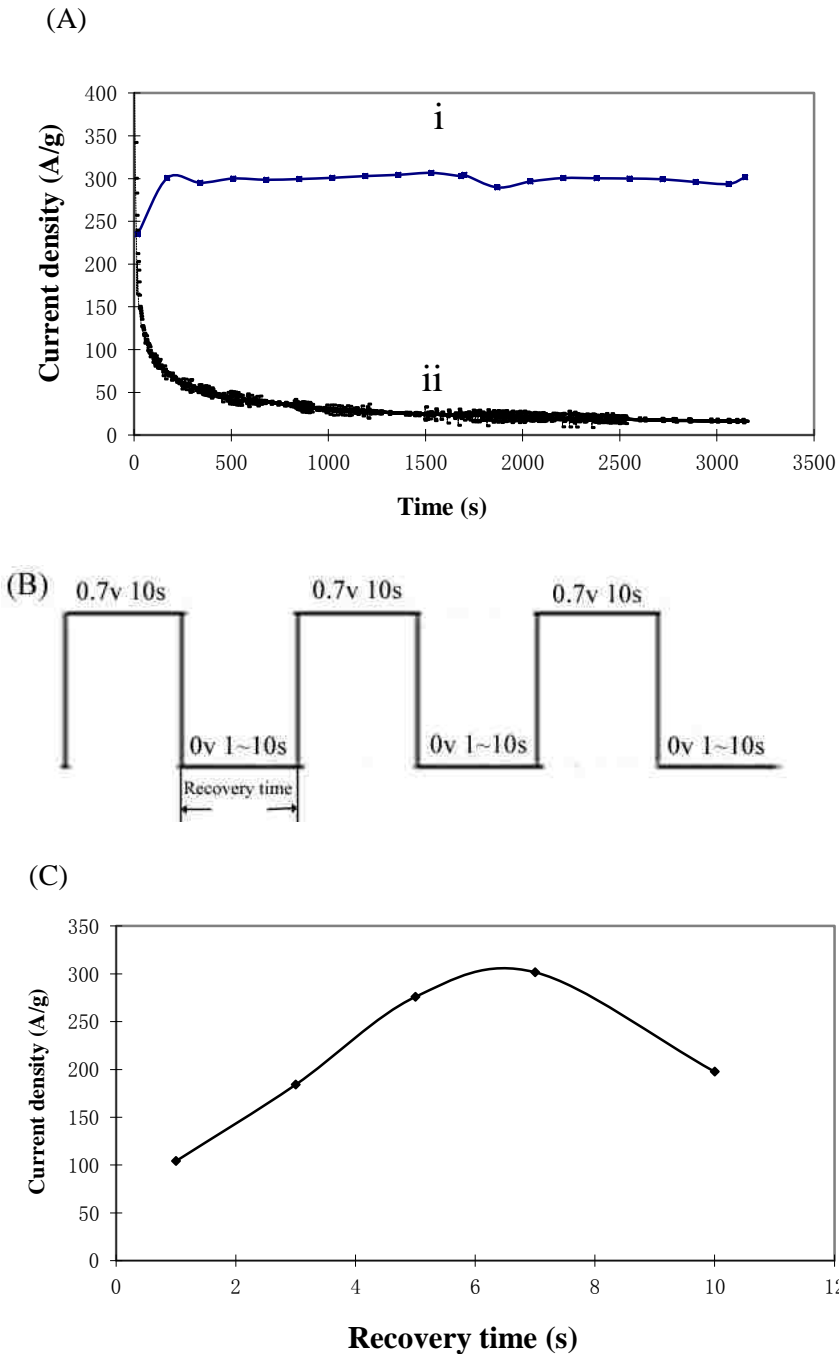 (A)
400
350
300
250
200
150
100
50
0
Current density (A/g)
i
ii
0 500 1000 1500 2000 2500 3000 3500
Time (s)
(B)
0.7v 10s 0.7v 10s 0.7v 10s
0v 1~10s 0v 1~10s 0v 1~10s
Recovery time
(C)
350
300
250
200
150
100
50
0
Current density (A/g)
0 2 4 6 8 10 12
Recovery time (s)